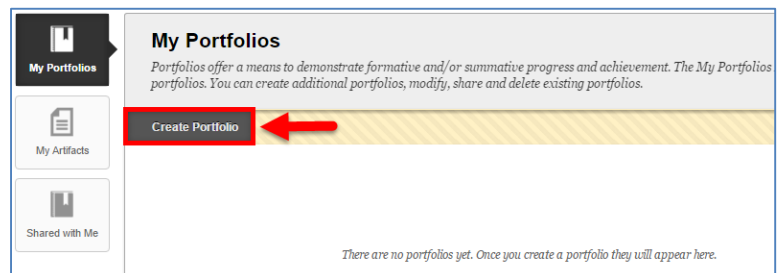 My Portfolios
My Portfolios
Portfolios offer a means to demonstrate formative and/or summative progress and achievement. The My Portfolios
portfolios. You can create additional portfolios, modify, share and delete existing portfolios.
Create Portfolio
My Artifacts
Shared with Me
There are no portfolios yet. Once you create a portfolio they will appear here.